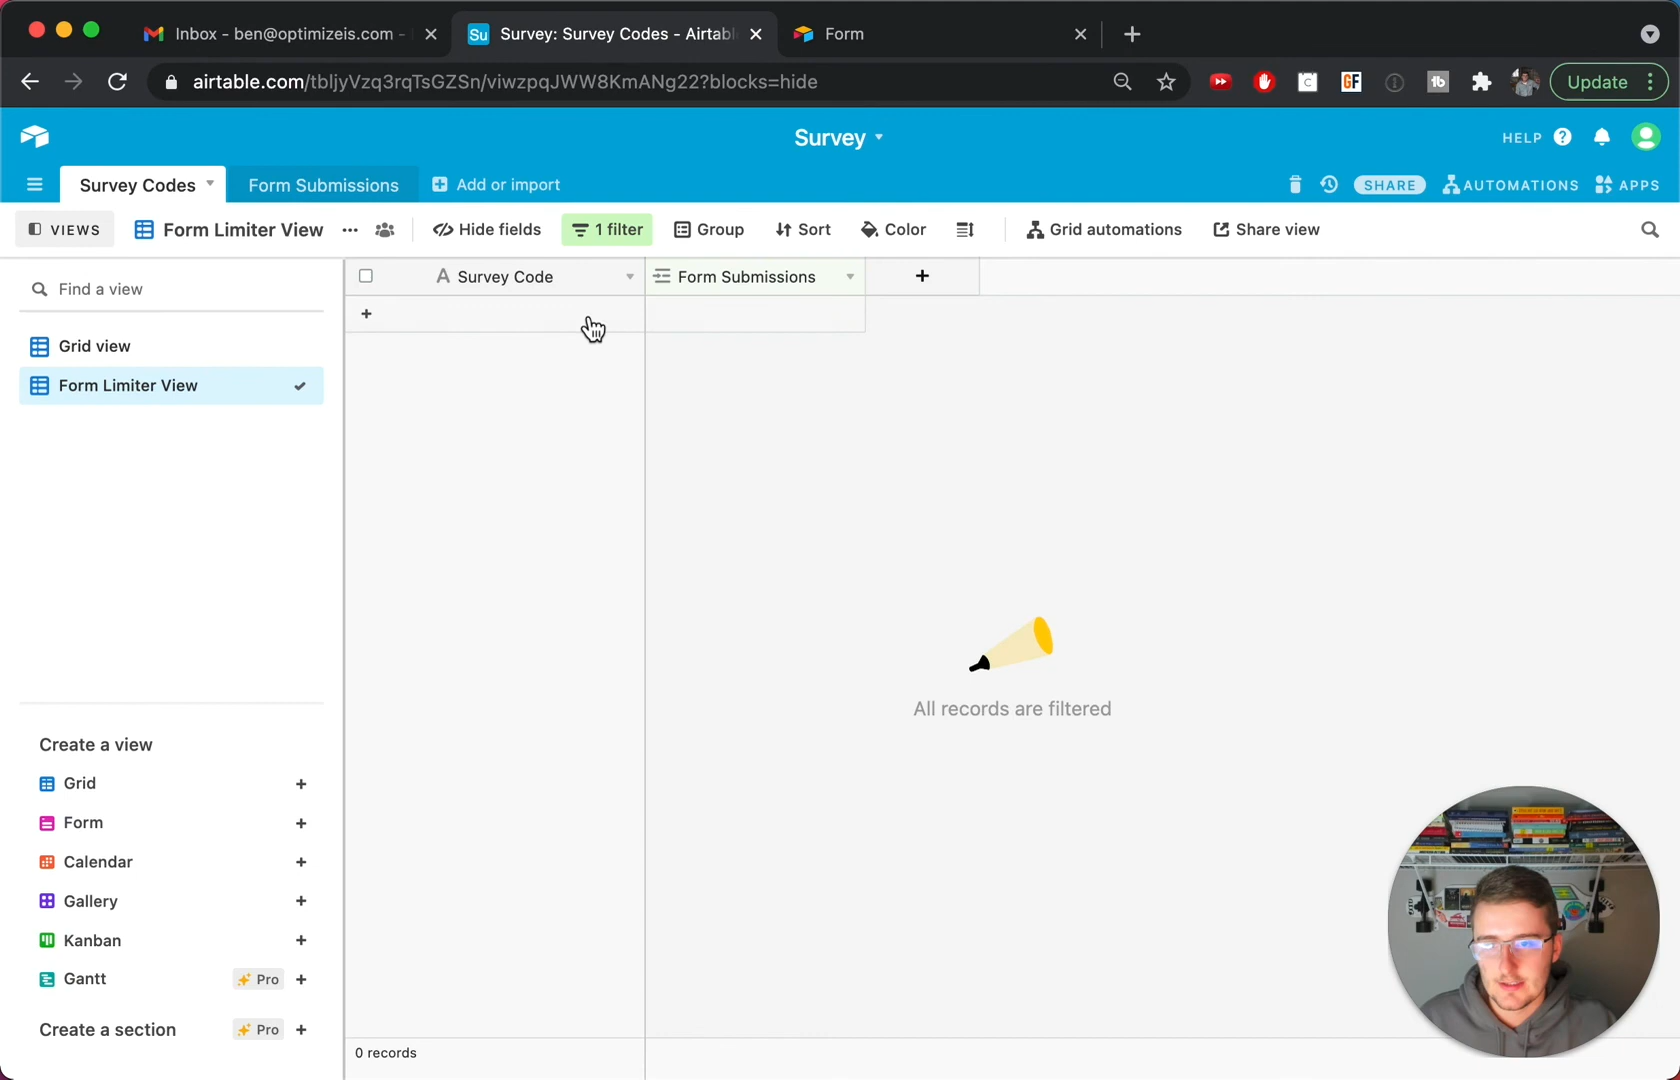 Inbox - ben@optimizeis.com -
Su Survey: Survey Codes - Airtabl
Form
airtable.com/tbljyVzq3rqTsGZSn/viwzpqJWW8KmANg22?blocks=hide
C
GF
tb
Update
Survey
HELP
Survey Codes
Form Submissions
Add or import
SHARE
AUTOMATIONS
APPS
VIEWS
Form Limiter View
Hide fields
1 filter
Group
Sort
Color
Grid automations
Share view
Find a view
A Survey Code
Form Submissions
Grid view
Form Limiter View
All records are filtered
Create a view
Grid
Form
Calendar
Gallery
Kanban
Gantt
Pro
Create a section
Pro
0 records